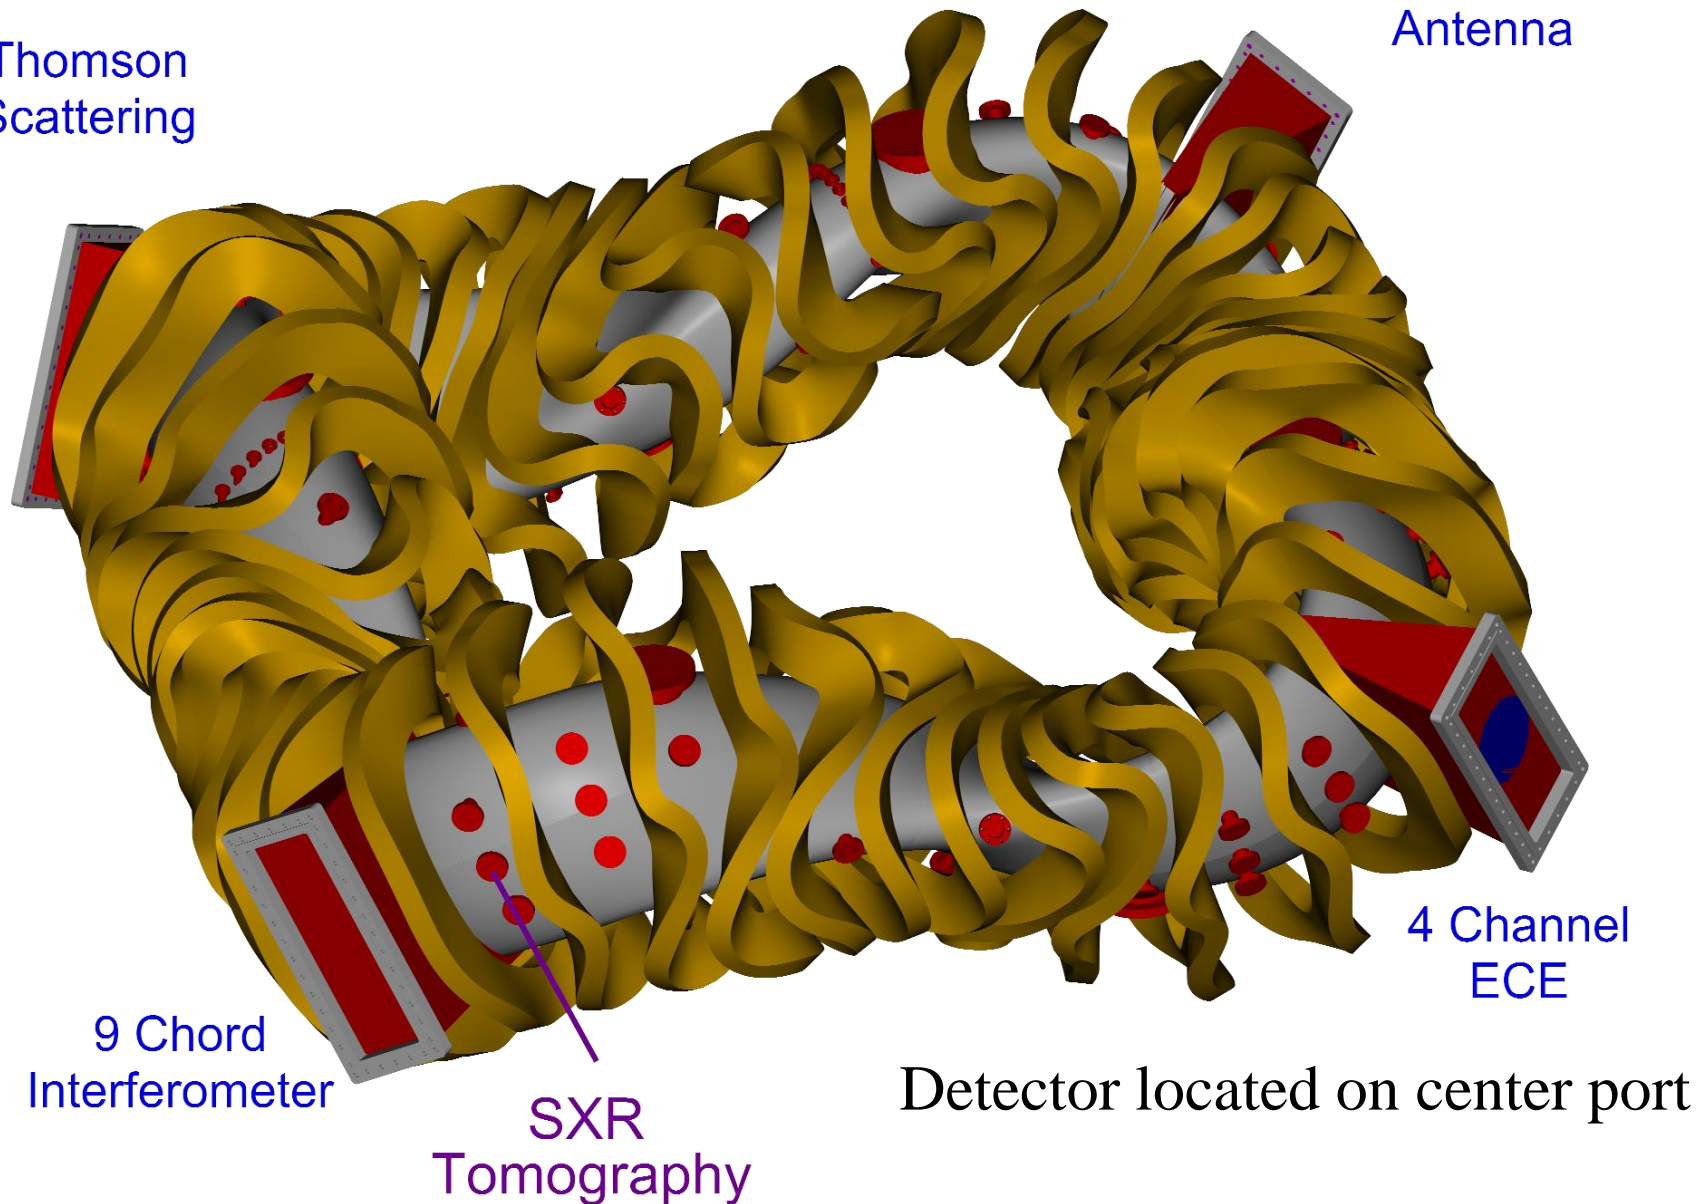 Thomson
Scattering
Antenna
4 Channel
ECE
9 Chord
Interferometer
SXR
Tomography
Detector located on center port